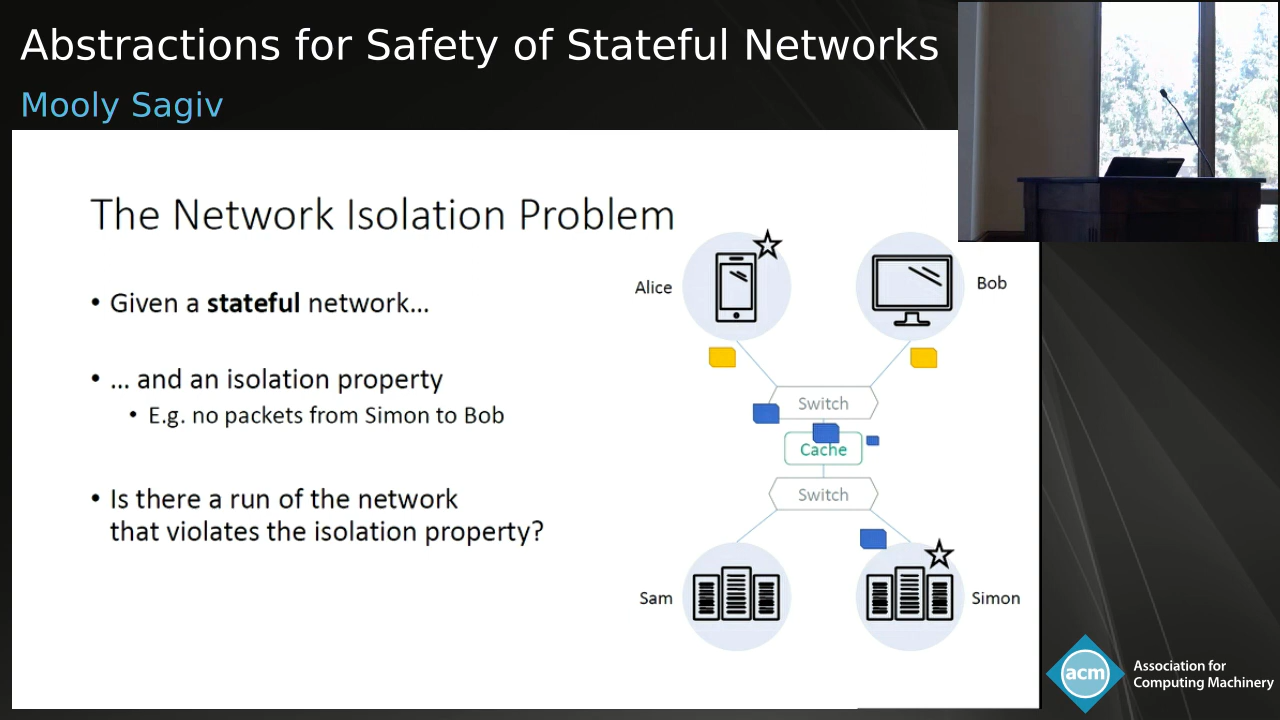 Abstractions for Safety of Stateful Networks
Mooly Sagiv
The Network Isolation Problem
• Given a stateful network…
• … and an isolation property
• E.g. no packets from Simon to Bob
• Is there a run of the network
that violates the isolation property?
Alice
Bob
Switch
Cache
Switch
Sam
Simon
acm
Association for
Computing Machinery